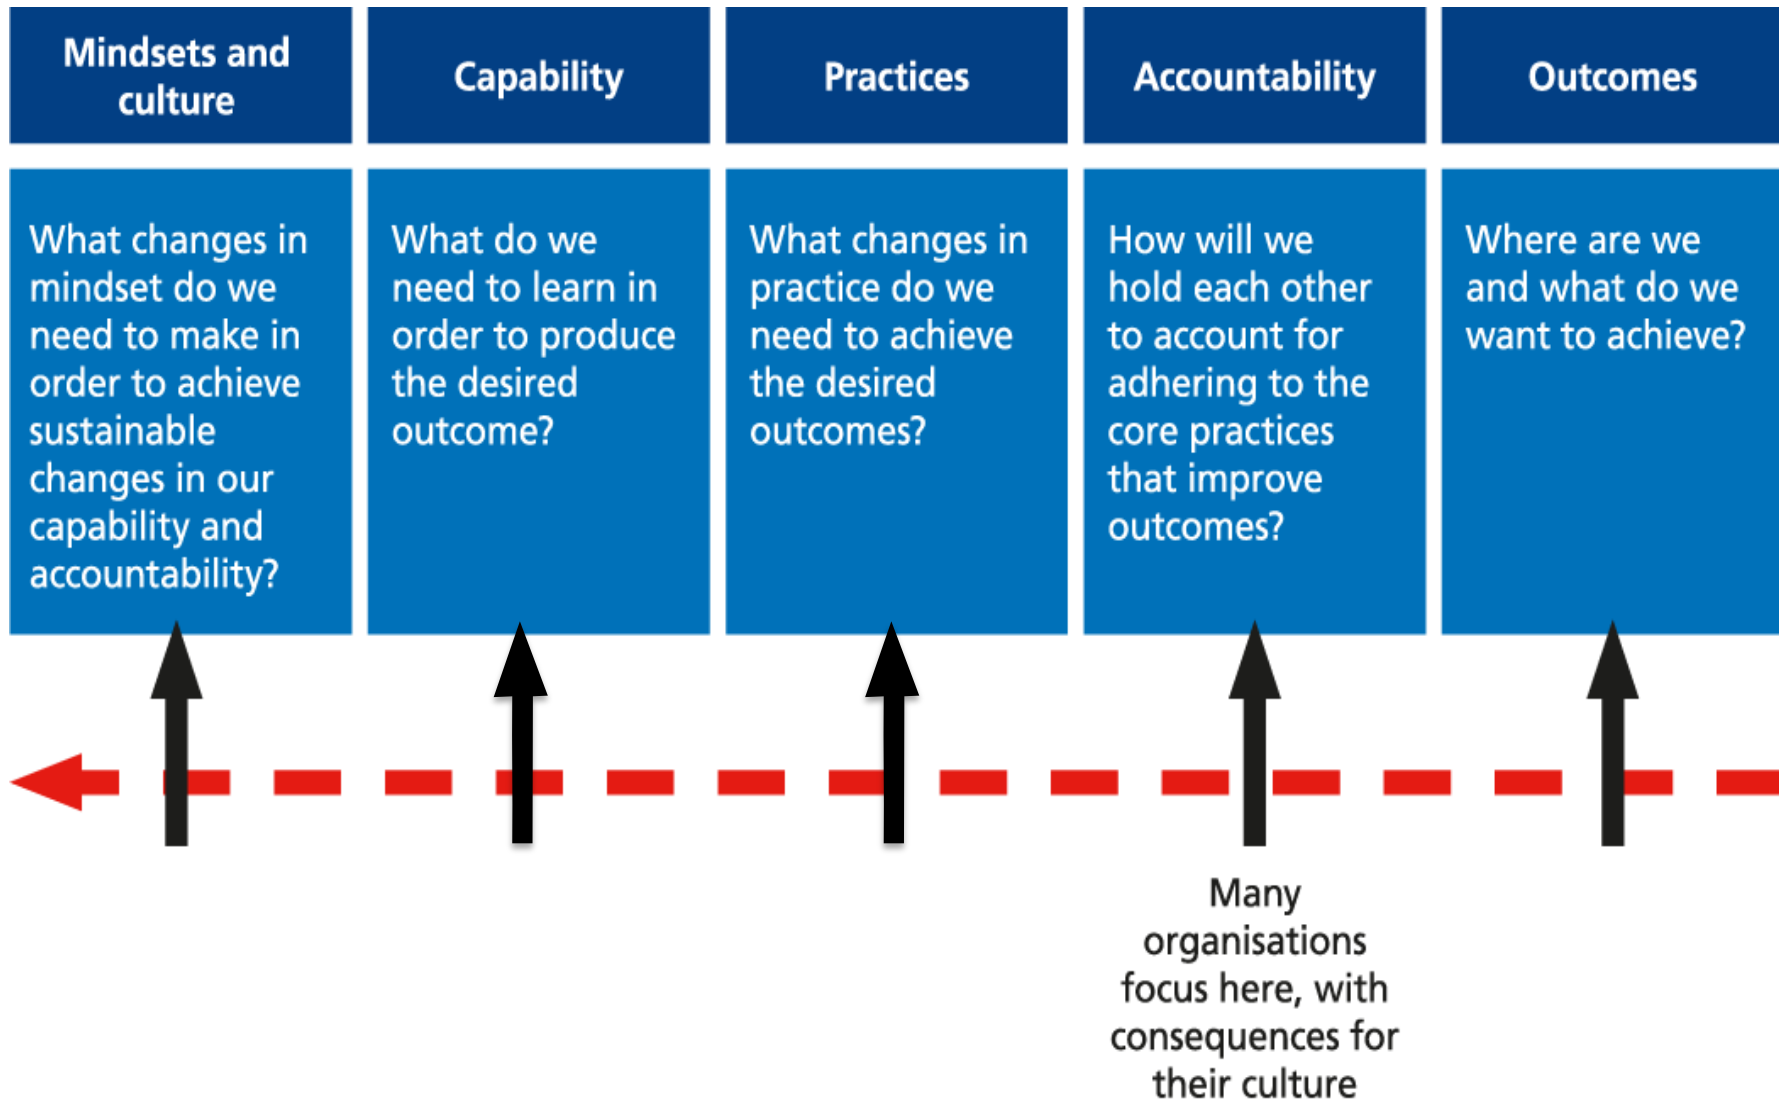 Mindsets and
culture
Capability
Practices
Accountability
Outcomes
What changes in
mindset do we
need to make in
order to achieve
sustainable
changes in our
capability and
accountability?
What do we
need to learn in
order to produce
the desired
outcome?
What changes in
practice do we
need to achieve
the desired
outcomes?
How will we
hold each other
to account for
adhering to the
core practices
that improve
outcomes?
Where are we
and what do we
want to achieve?
Many
organisations
focus here, with
consequences for
their culture